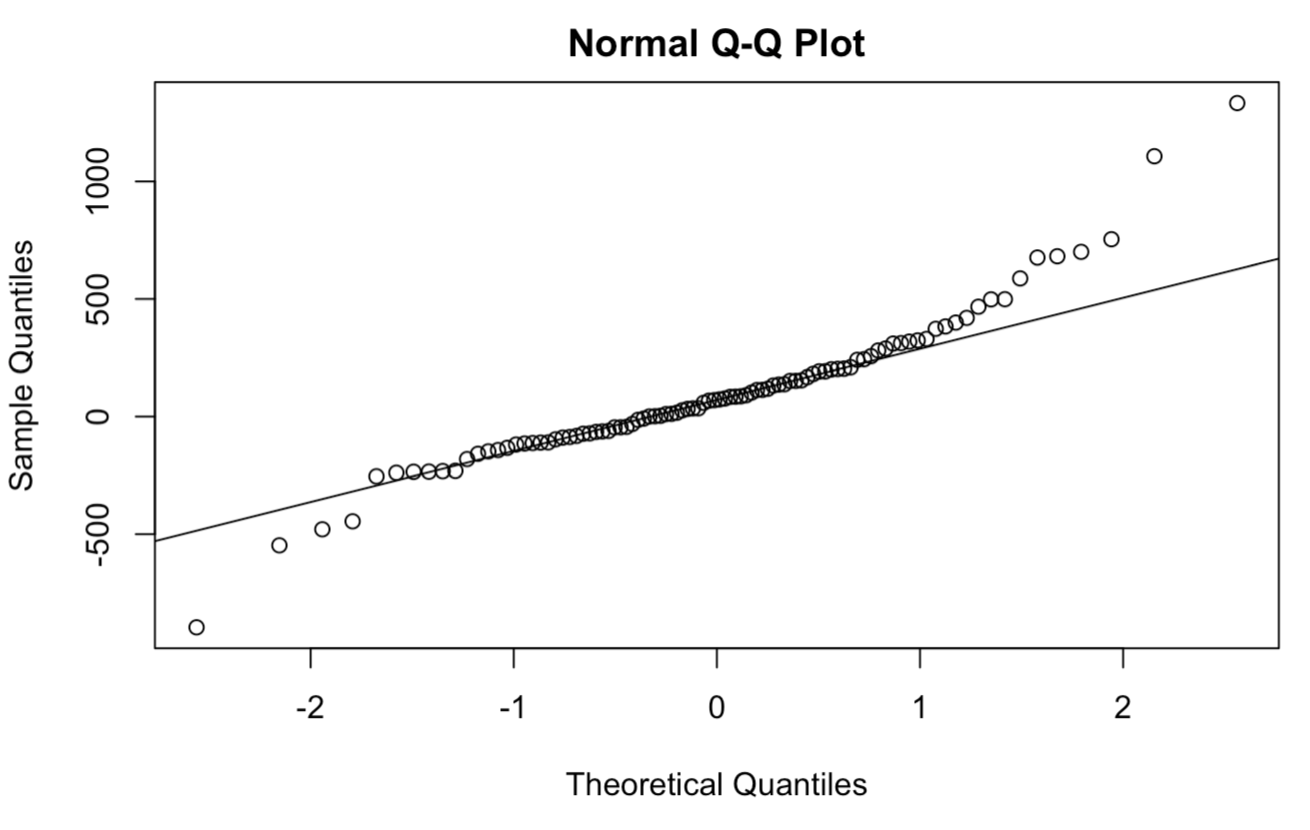 Normal Q-Q Plot
Sample Quantiles
1000
500
0
-500
-2 -1 0 1 2
Theoretical Quantiles